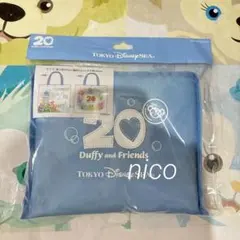 20
TOKYO DisneySEA
20
Duffy and Friends
TOKYO DisneySEA
nico